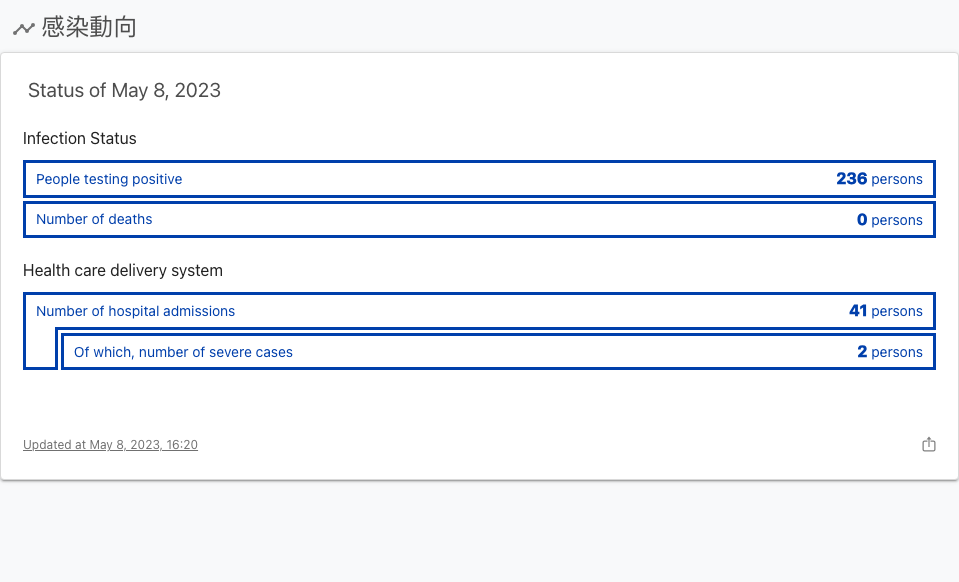 感染動向
Status of May 8, 2023
Infection Status
People testing positive 236 persons
Number of deaths 0 persons
Health care delivery system
Number of hospital admissions 41 persons
Of which, number of severe cases 2 persons
Updated at May 8, 2023, 16:20